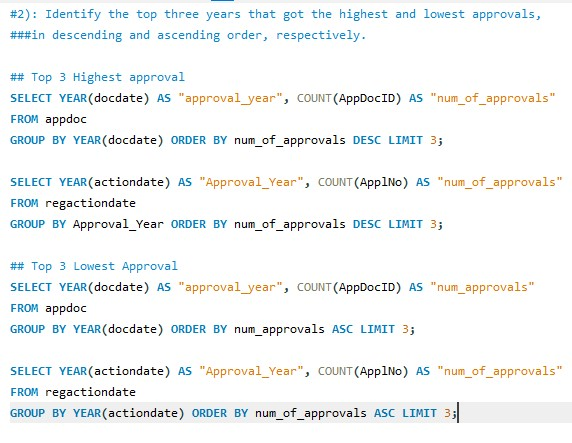 #2): Identify the top three years that got the highest and lowest approvals,
###in descending and ascending order, respectively.
## Top 3 Highest approval
SELECT YEAR(docdate) AS "approval_year", COUNT(AppDocID) AS "num_of_approvals"
FROM appdoc
GROUP BY YEAR(docdate) ORDER BY num_of_approvals DESC LIMIT 3;
SELECT YEAR(actiondate) AS "Approval_Year", COUNT(ApplNo) AS "num_of_approvals"
FROM regactiondate
GROUP BY Approval_Year ORDER BY num_of_approvals DESC LIMIT 3;
## Top 3 Lowest Approval
SELECT YEAR(docdate) AS "approval_year", COUNT(AppDocID) AS "num_approvals"
FROM appdoc
GROUP BY YEAR(docdate) ORDER BY num_approvals ASC LIMIT 3;
SELECT YEAR(actiondate) AS "Approval_Year", COUNT(ApplNo) AS "num_of_approvals"
FROM regactiondate
GROUP BY YEAR(actiondate) ORDER BY num_of_approvals ASC LIMIT 3;